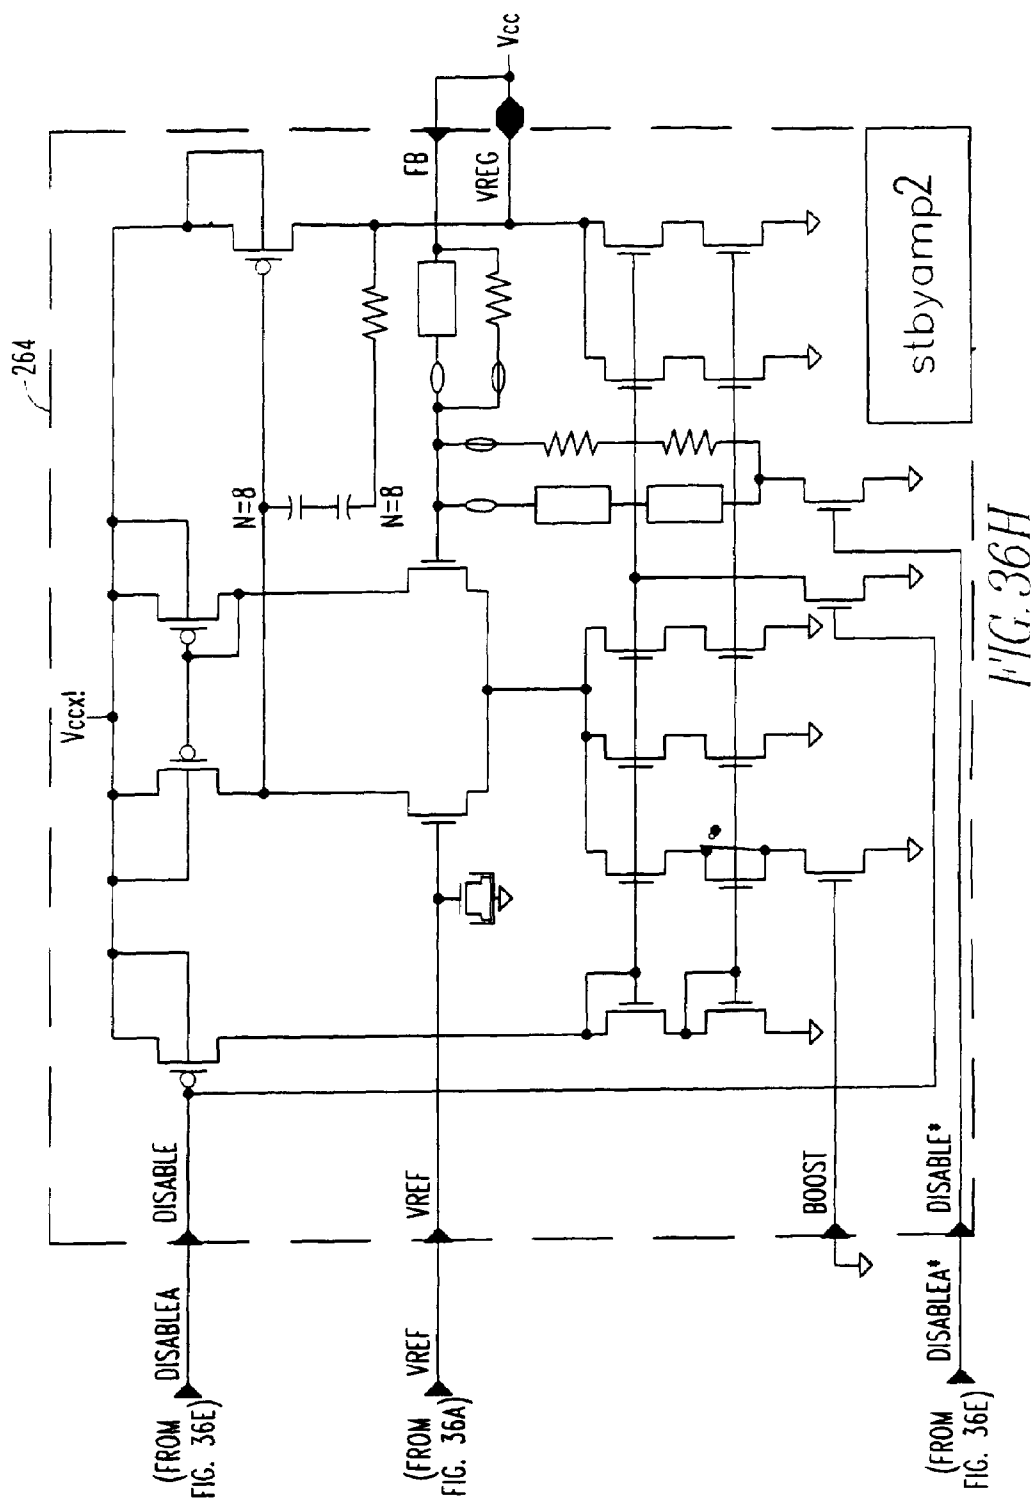 264
Vccx!
N=8
N=8
FB
VREG
Vcc
(FROM
FIG. 36E)
DISABLEA
DISABLE
(FROM
FIG. 36A)
VREF
VREF
BOOST
(FROM
FIG. 36E)
DISABLEA*
DISABLE*
stbyamp2
FIG. 36H